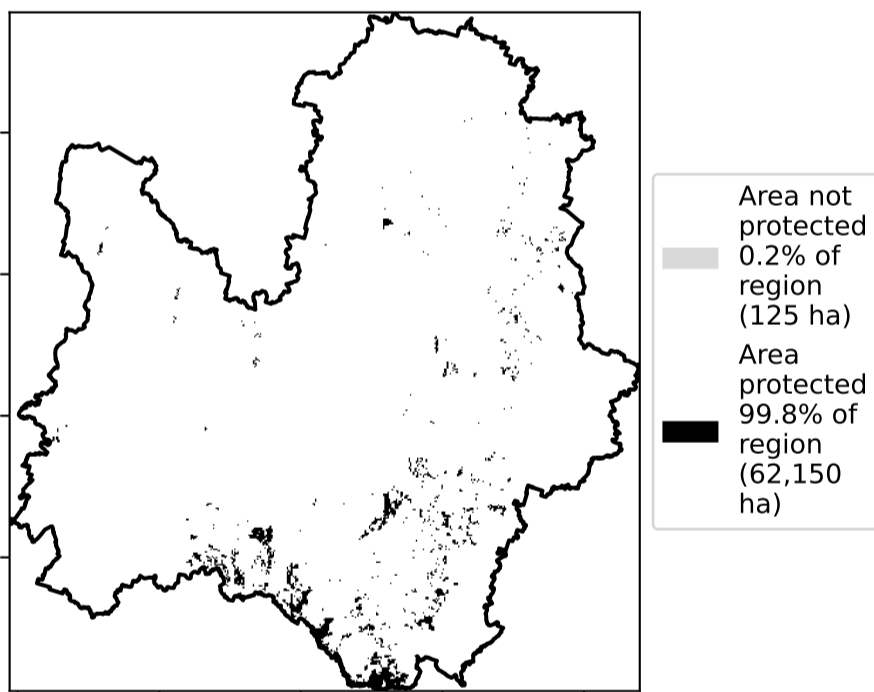 Area not
protected
0.2% of
region
(125 ha)
Area
protected
99.8% of
region
(62,150
ha)